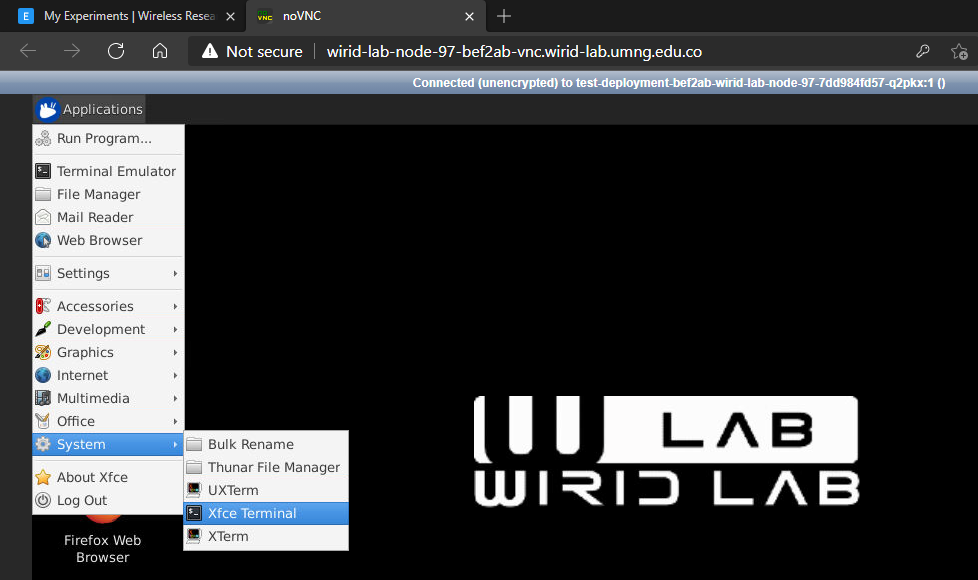 My Experiments | Wireless Resea
noVNC
Not secure
wirid-lab-node-97-bef2ab-vnc.wirid-lab.umng.edu.co
Connected (unencrypted) to test-deployment-bef2ab-wirid-lab-node-97-7dd984fd57-q2pkx:1 ()
Applications
Run Program...
Terminal Emulator
File Manager
Mail Reader
Web Browser
Settings
Accessories
Development
Graphics
Internet
Multimedia
Office
System
About Xfce
Log Out
Bulk Rename
Thunar File Manager
UXTerm
Xfce Terminal
XTerm
Firefox Web
Browser
LAB
WIRID LAB